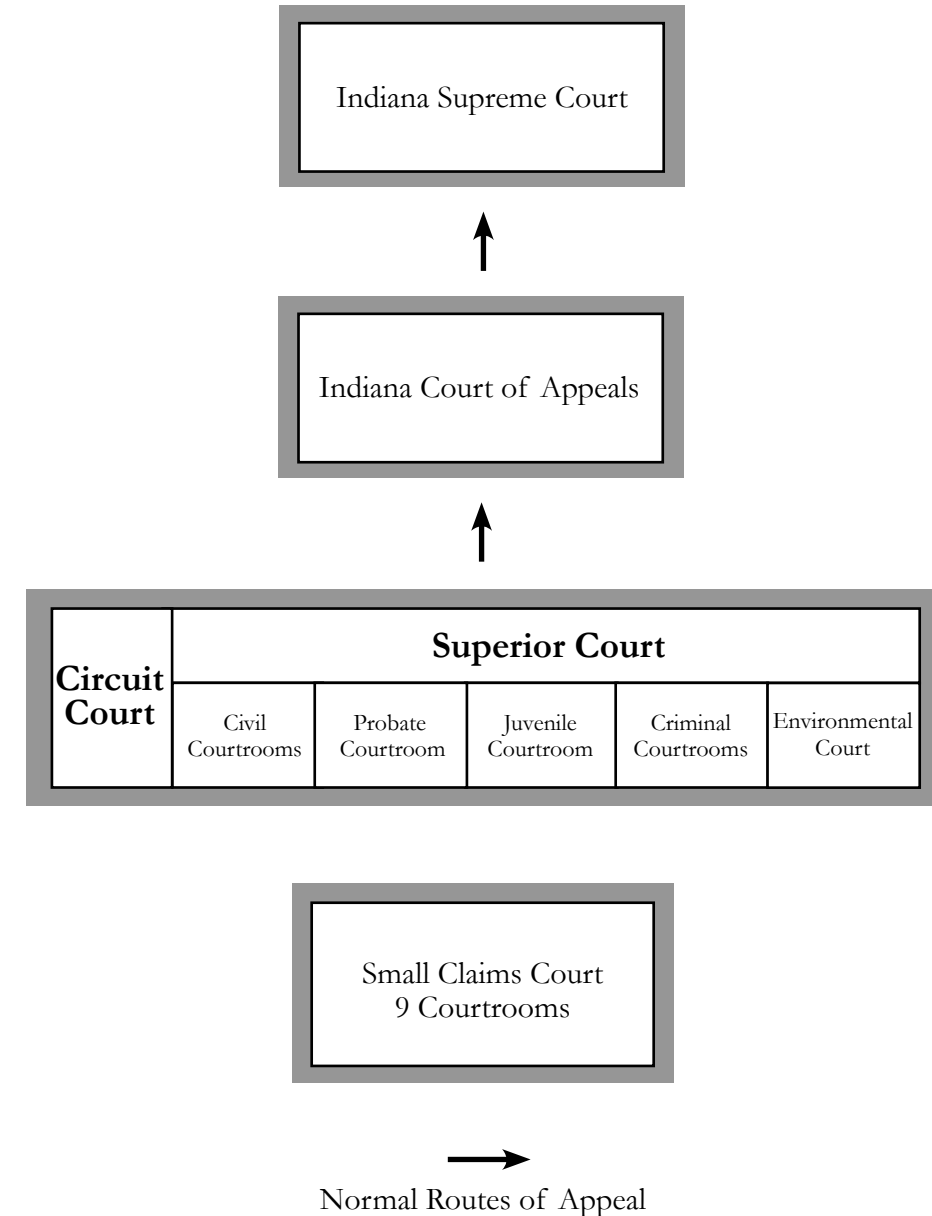 Indiana Supreme Court
Indiana Court of Appeals
Circuit
Court
Superior Court
Civil
Courtrooms
Probate
Courtroom
Juvenile
Courtroom
Criminal
Courtrooms
Environmental
Court
Small Claims Court
9 Courtrooms
Normal Routes of Appeal